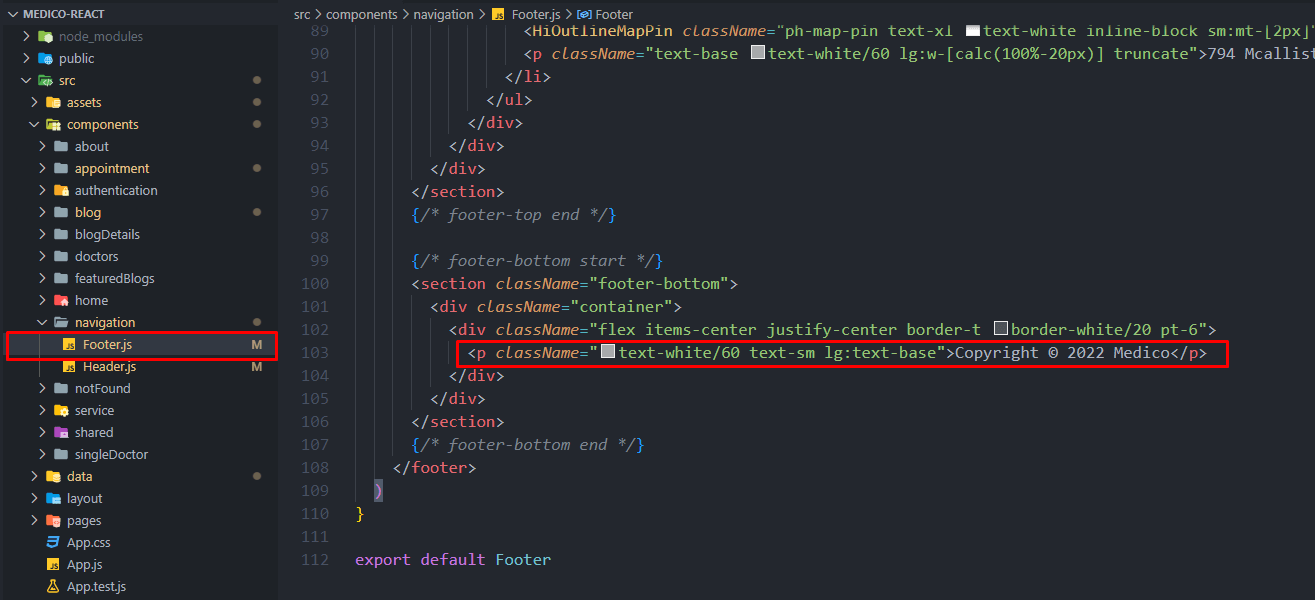 MEDICO-REACT
node_modules
public
src
assets
components
about
appointment
authentication
blog
blogDetails
doctors
featuredBlogs
home
navigation
Footer.js M
Header.js M
notFound
service
shared
singleDoctor
data
layout
pages
App.css
App.js
App.test.js
src > components > navigation > Footer.js > Footer
89 <HiOutlineMapPin className="ph-map-pin text-xl text-white inline-block sm:mt-[2px]"
90 <p className="text-base text-white/60 lg:w-[calc(100%-20px)] truncate">794 Mcallist
91 </li>
92 </ul>
93 </div>
94 </div>
95 </div>
96 </section>
97 {/* footer-top end */}
98
99 {/* footer-bottom start */}
100 <section className="footer-bottom">
101 <div className="container">
102 <div className="flex items-center justify-center border-t border-white/20 pt-6">
103 <p className="text-white/60 text-sm lg:text-base">Copyright © 2022 Medico</p>
104 </div>
105 </div>
106 </section>
107 {/* footer-bottom end */}
108 </footer>
109 )
110 }
111
112 export default Footer